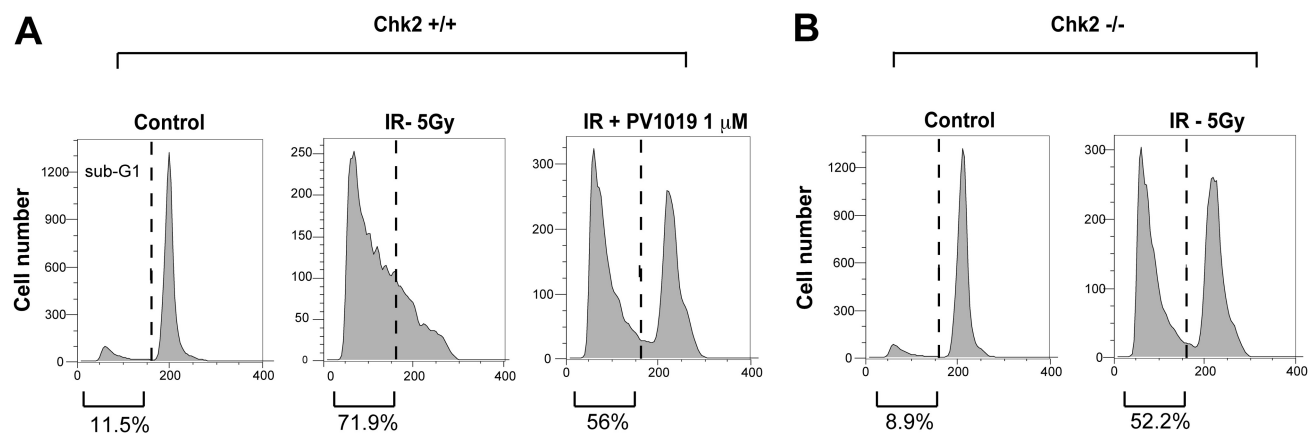 A
Chk2 +/+
B
Chk2 -/-
Control
IR- 5Gy
IR + PV1019 1 μM
Control
IR - 5Gy
Cell number
sub-G1
1200
900
600
300
0
0 200 400
11.5%
250
200
150
100
50
0
0 200 400
71.9%
300
200
100
0
0 200 400
56%
Cell number
1200
900
600
300
0
0 200 400
8.9%
300
200
100
0
0 200 400
52.2%